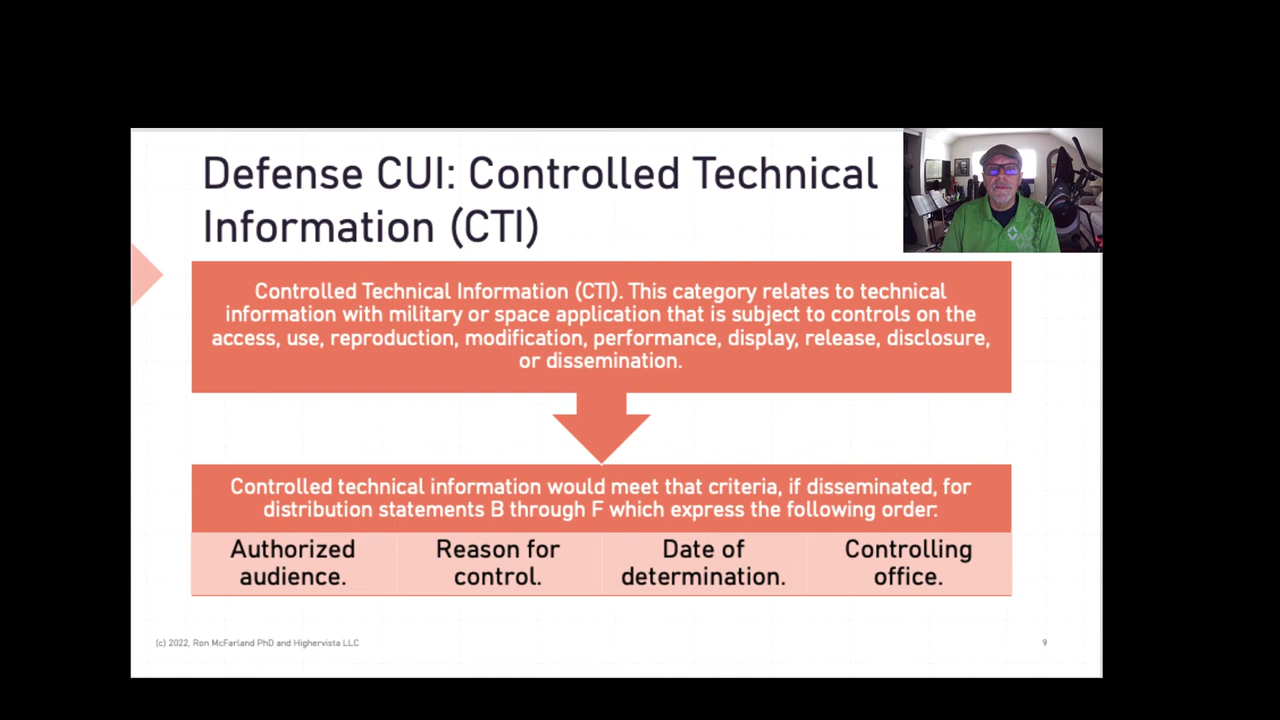 Defense CUI: Controlled Technical
Information (CTI)
Controlled Technical Information (CTI). This category relates to technical
information with military or space application that is subject to controls on the
access, use, reproduction, modification, performance, display, release, disclosure,
or dissemination.
Controlled technical information would meet that criteria, if disseminated, for
distribution statements B through F which express the following order:
Authorized
audience.
Reason for
control.
Date of
determination.
Controlling
office.
(c) 2022, Ron McFarland PhD and Highervista LLC
9